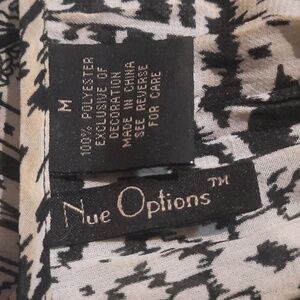 M
100% POLYESTER
EXCLUSIVE OF
DECORATION
MADE IN CHINA
SEE REVERSE
FOR CARE
Nue Options™